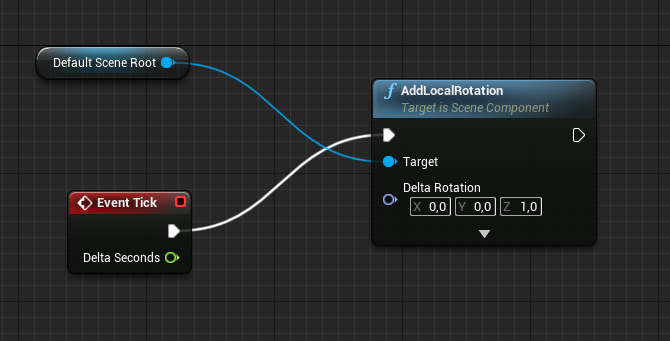 Default Scene Root
f AddLocalRotation
Target is Scene Component
Target
Delta Rotation
X 0,0 Y 0,0 Z 1,0
Event Tick
Delta Seconds